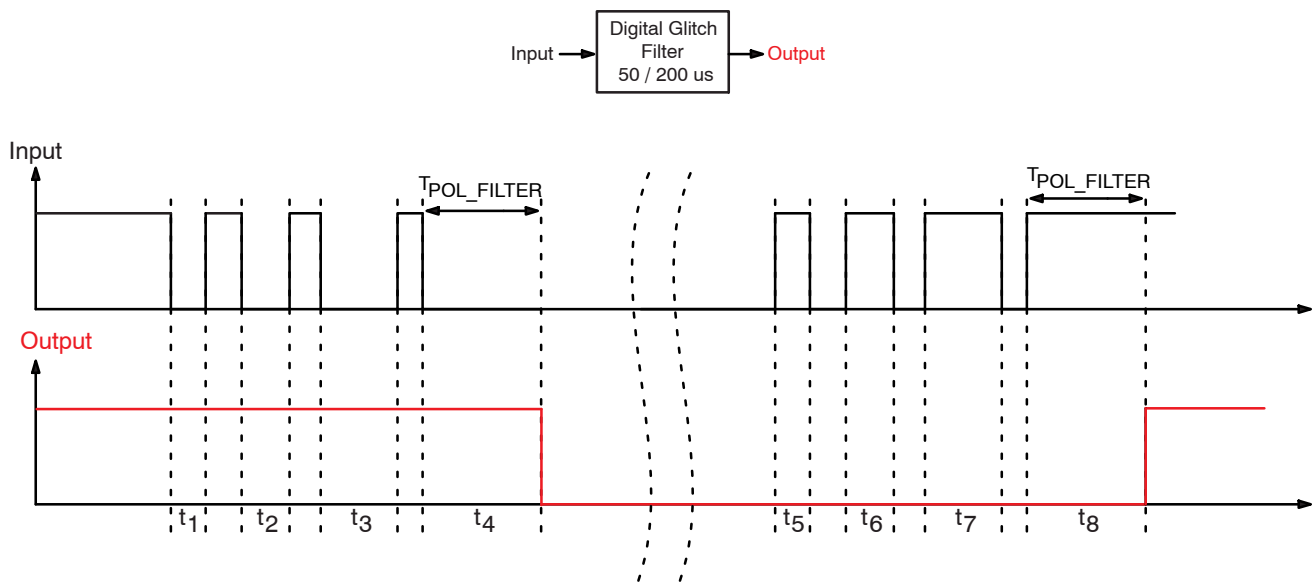 Digital Glitch
Filter
50 / 200 us
Input
Output
Input
TPOL_FILTER
TPOL_FILTER
Output
t1
t2
t3
t4
t5
t6
t7
t8